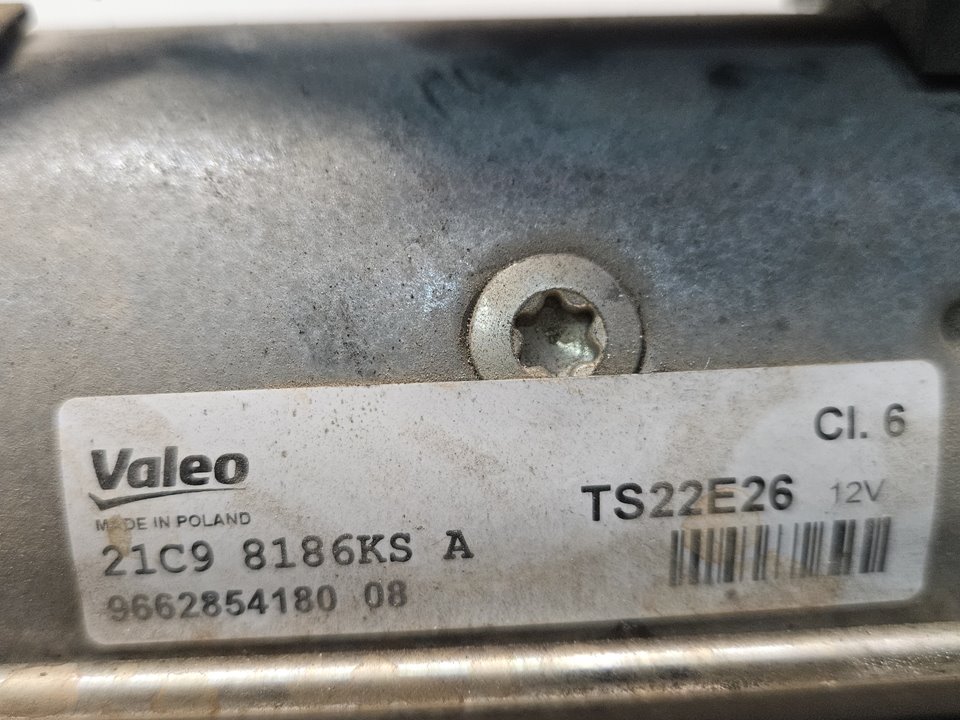 Cl. 6
Valeo
TS22E26 12V
MADE IN POLAND
21C9 8186KS A
9662854180 08